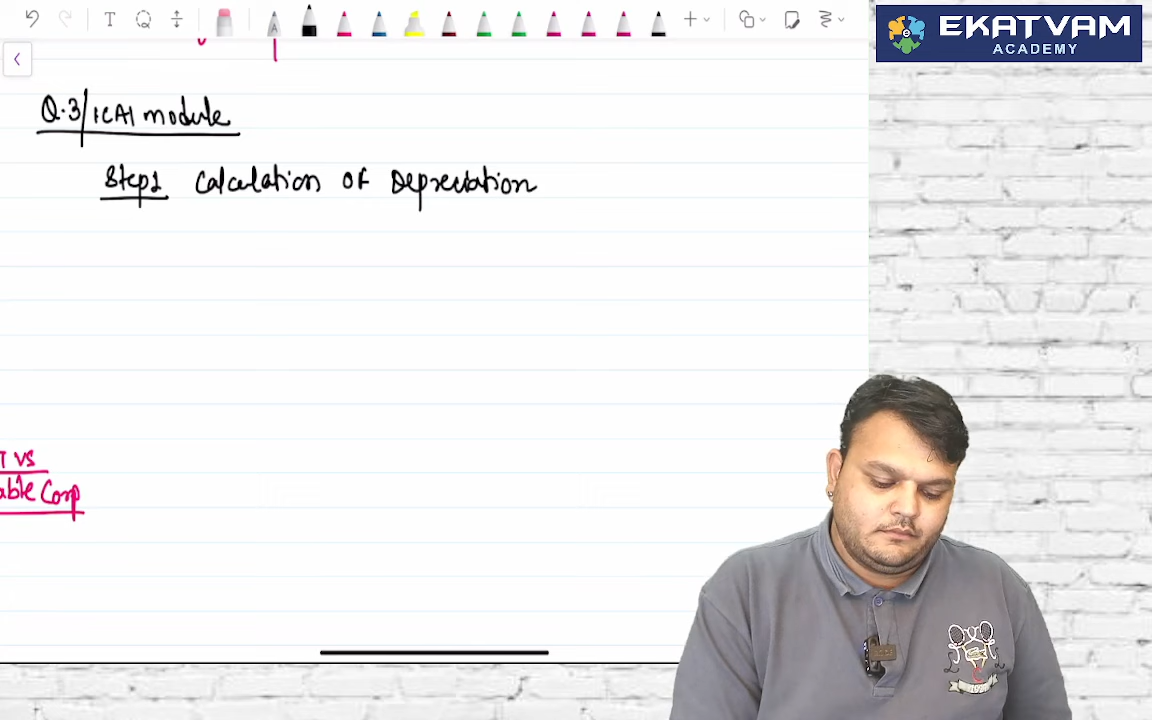 EKATVAM
ACADEMY
Q.3/ICAI module
Step1 Calculation OF Depreciation
T vs
able Corp